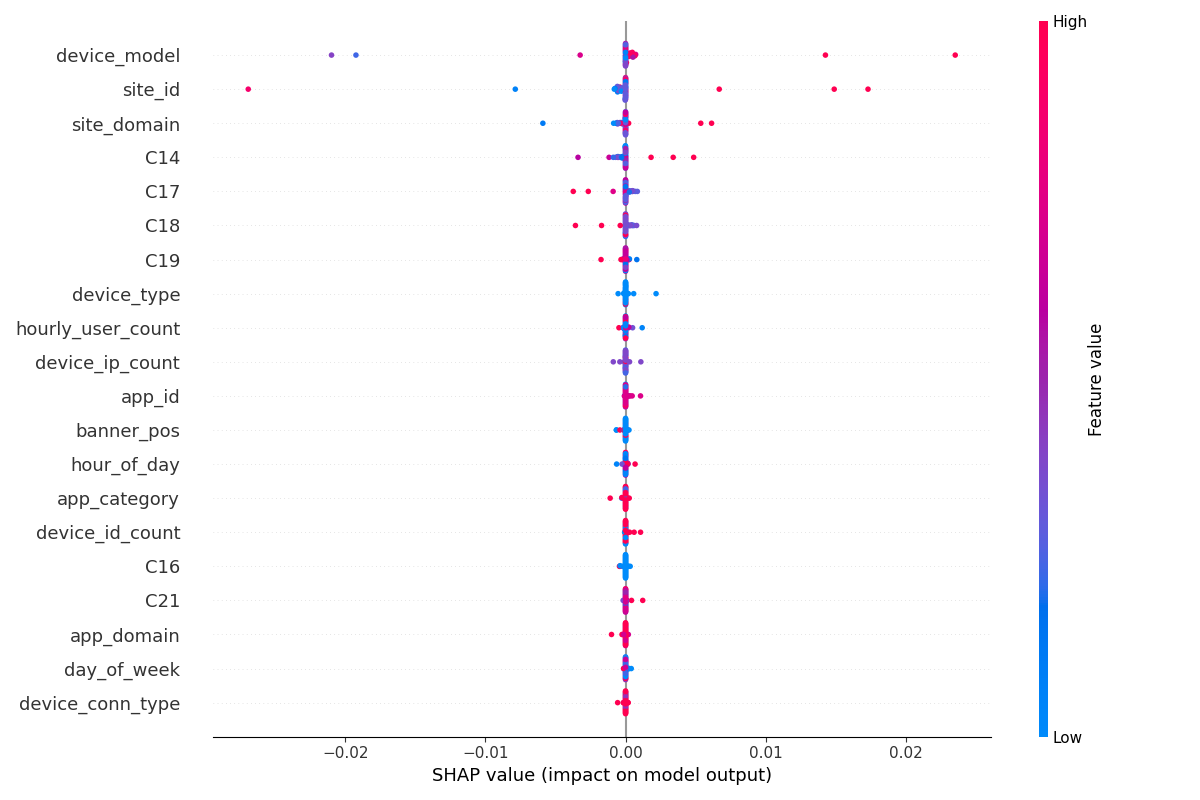 High
device_model
site_id
site_domain
C14
C17
C18
C19
device_type
hourly_user_count
device_ip_count
app_id
banner_pos
hour_of_day
app_category
device_id_count
C16
C21
app_domain
day_of_week
device_conn_type
Feature value
Low
−0.02
−0.01
0.00
0.01
0.02
SHAP value (impact on model output)